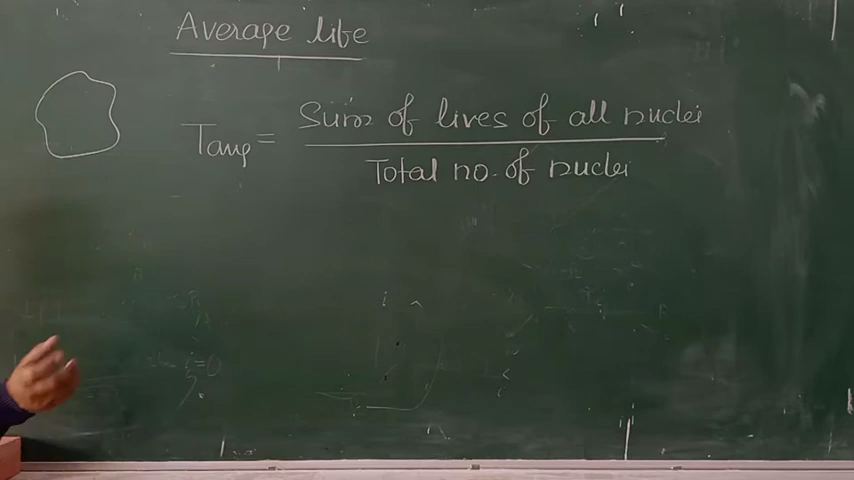 Average life
Tavg = Sum of lives of all nuclei
Total no. of nuclei